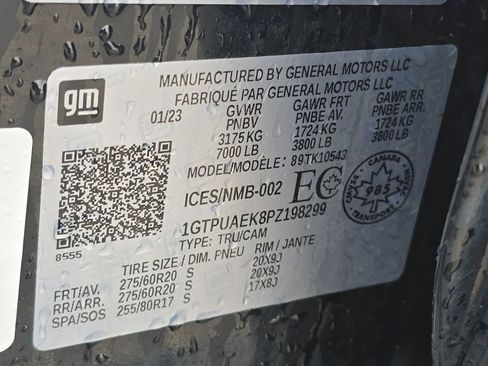 gm
MANUFACTURED BY GENERAL MOTORS LLC
FABRIQUÉ PAR GENERAL MOTORS LLC
01/23 GVWR GAWR FRT GAWR RR
PNBV PNBE AV. PNBE ARR.
3175 KG 1724 KG 1724 KG
7000 LB 3800 LB 3800 LB
MODEL/MODÈLE: 89TK10543
ICES/NMB-002 EC
CANADA
985
TRANSPORT
1GTPUAEK8PZ198299
TYPE: TRU/CAM
8555
TIRE SIZE / DIM. PNEU RIM / JANTE
FRT/AV. 275/60R20 S 20X9J
RR/ARR. 275/60R20 S 20X9J
SPA/SOS 255/80R17 S 17X8J